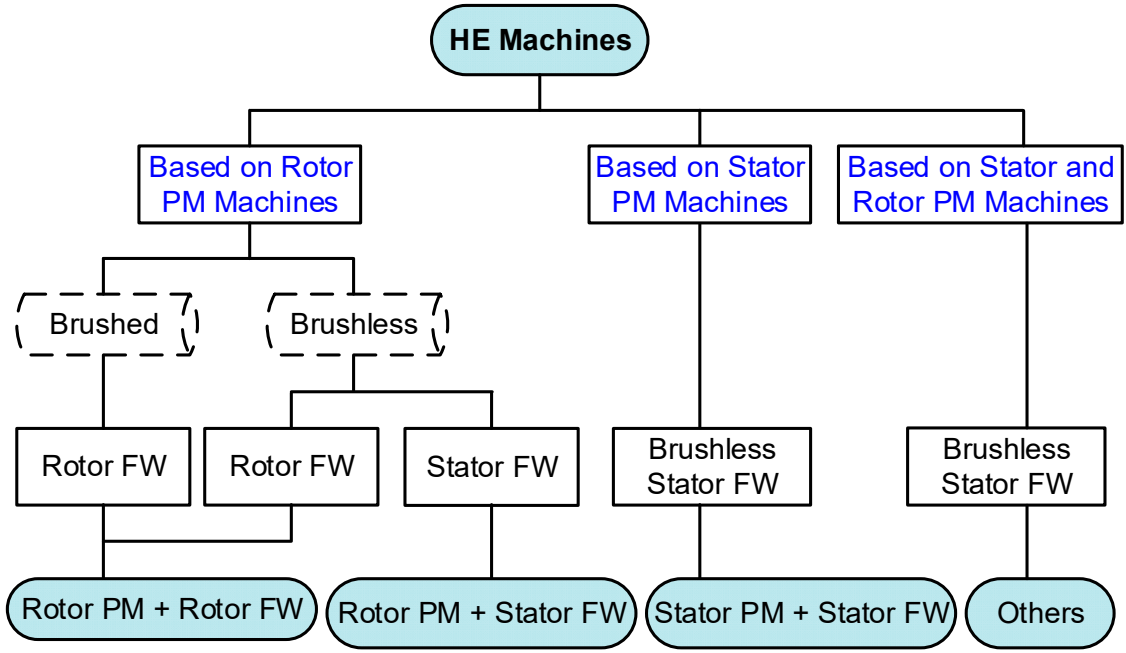 HE Machines
Based on Rotor
PM Machines
Based on Stator
PM Machines
Based on Stator and
Rotor PM Machines
Brushed
Brushless
Rotor FW
Rotor FW
Stator FW
Brushless
Stator FW
Brushless
Stator FW
Rotor PM + Rotor FW
Rotor PM + Stator FW
Stator PM + Stator FW
Others